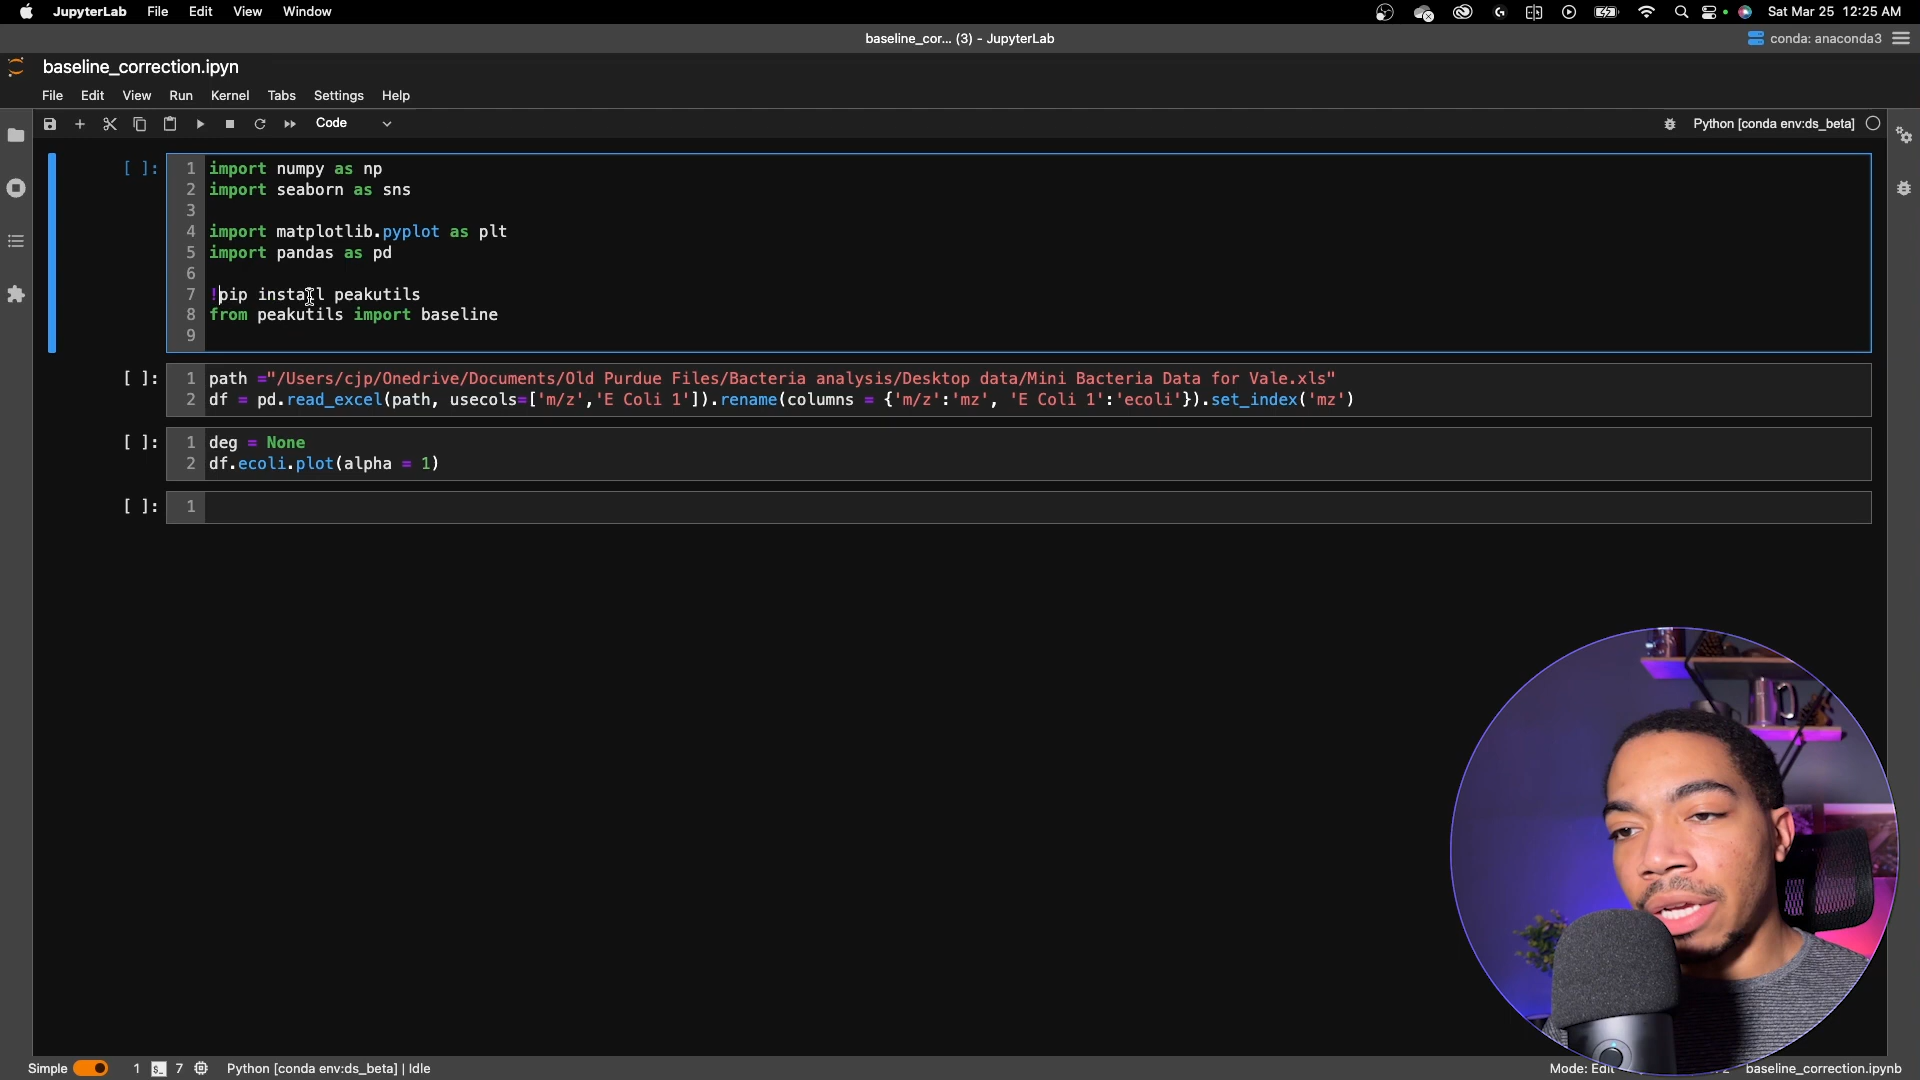 JupyterLab File Edit View Window Sat Mar 25 12:25 AM
baseline_cor... (3) - JupyterLab conda: anaconda3
baseline_correction.ipyn
File Edit View Run Kernel Tabs Settings Help
Code Python [conda env:ds_beta]
[ ]: 1 import numpy as np
2 import seaborn as sns
3
4 import matplotlib.pyplot as plt
5 import pandas as pd
6
7 !pip install peakutils
8 from peakutils import baseline
9
[ ]: 1 path ="/Users/cjp/Onedrive/Documents/Old Purdue Files/Bacteria analysis/Desktop data/Mini Bacteria Data for Vale.xls"
2 df = pd.read_excel(path, usecols=['m/z','E Coli 1']).rename(columns = {'m/z':'mz', 'E Coli 1':'ecoli'}).set_index('mz')
[ ]: 1 deg = None
2 df.ecoli.plot(alpha = 1)
[ ]: 1
Simple 1 7 Python [conda env:ds_beta] | Idle Mode: Edit baseline_correction.ipynb